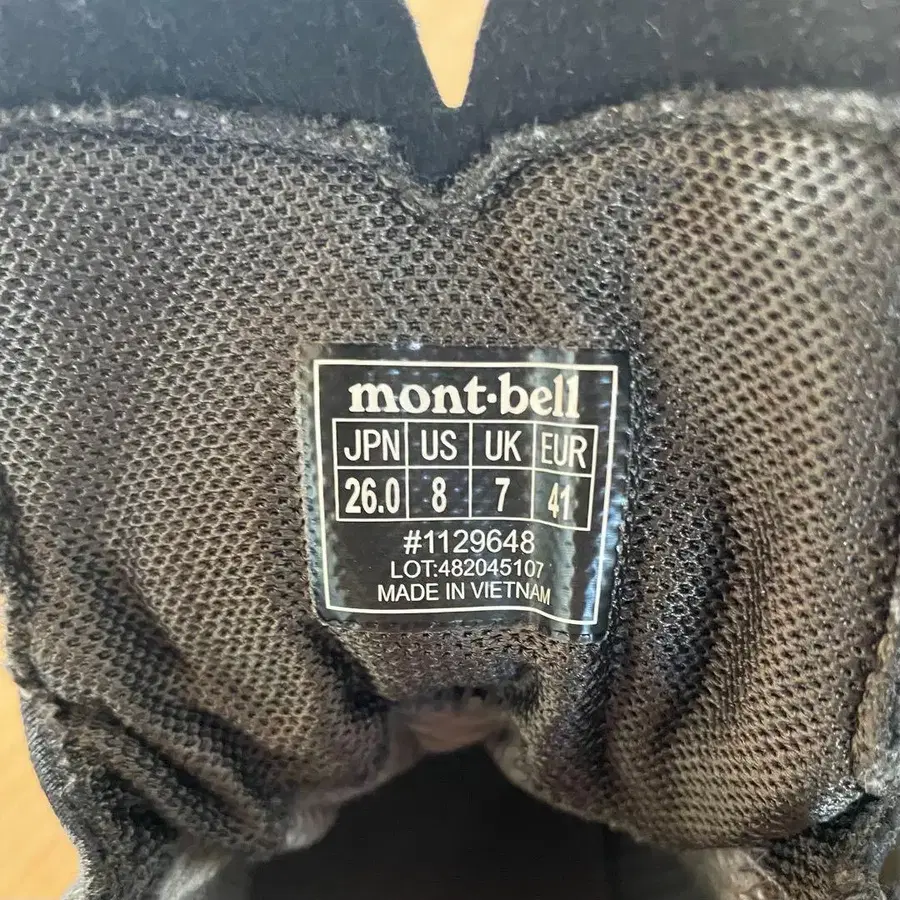 mont·bell
JPN US UK EUR
26.0 8 7 41
#1129648
LOT:482045107
MADE IN VIETNAM